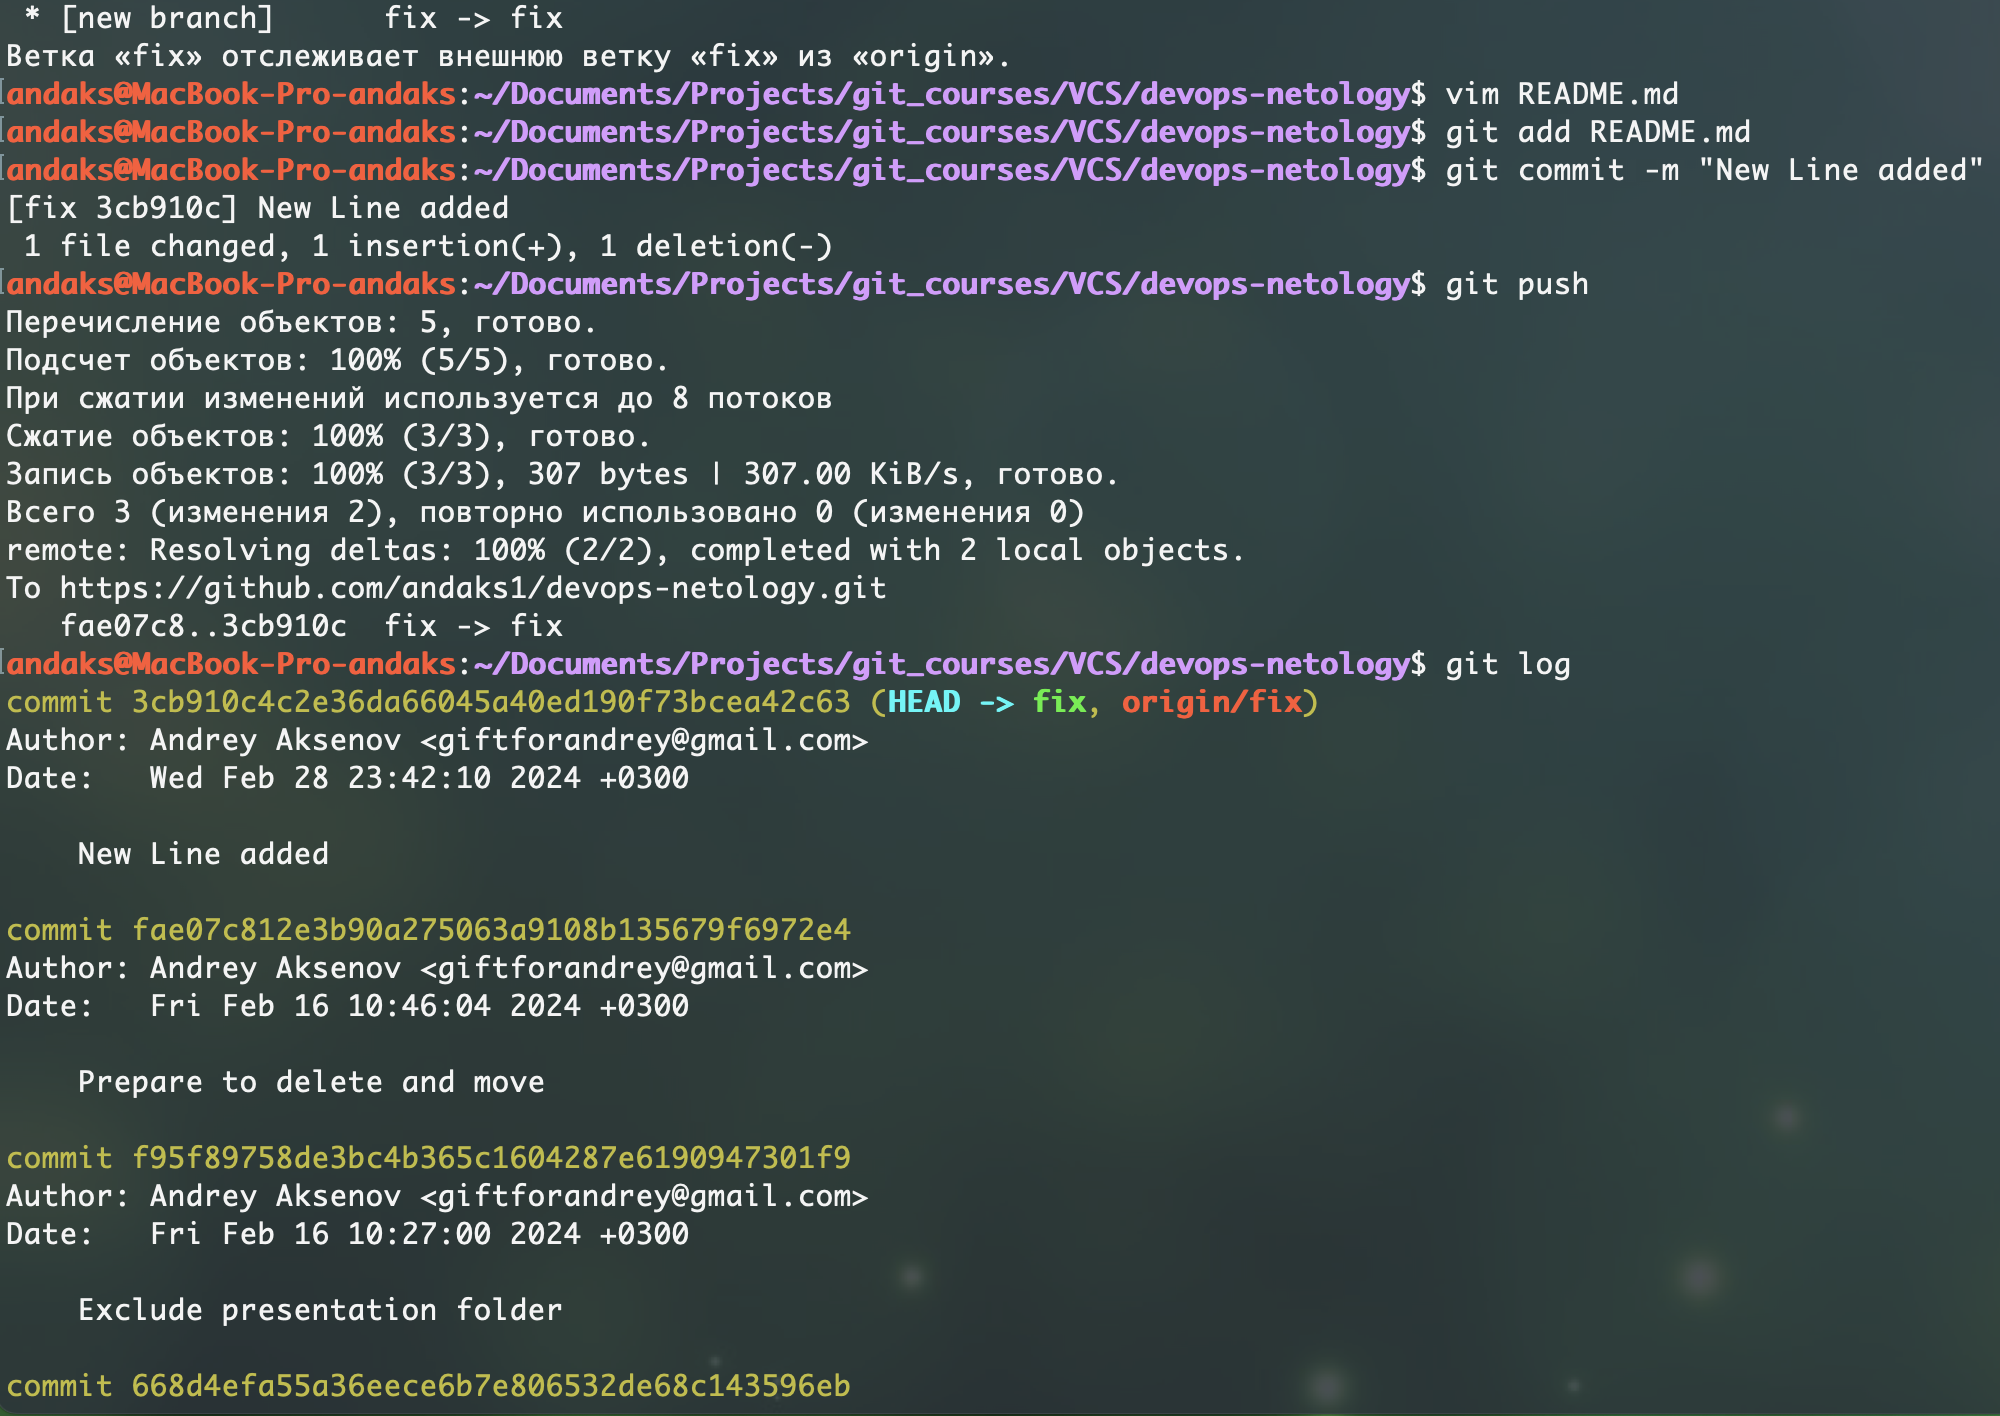 * [new branch]      fix -> fix
Ветка «fix» отслеживает внешнюю ветку «fix» из «origin».
andaks@MacBook-Pro-andaks:~/Documents/Projects/git_courses/VCS/devops-netology$ vim README.md
andaks@MacBook-Pro-andaks:~/Documents/Projects/git_courses/VCS/devops-netology$ git add README.md
andaks@MacBook-Pro-andaks:~/Documents/Projects/git_courses/VCS/devops-netology$ git commit -m "New Line added"
[fix 3cb910c] New Line added
 1 file changed, 1 insertion(+), 1 deletion(-)
andaks@MacBook-Pro-andaks:~/Documents/Projects/git_courses/VCS/devops-netology$ git push
Перечисление объектов: 5, готово.
Подсчет объектов: 100% (5/5), готово.
При сжатии изменений используется до 8 потоков
Сжатие объектов: 100% (3/3), готово.
Запись объектов: 100% (3/3), 307 bytes | 307.00 KiB/s, готово.
Всего 3 (изменения 2), повторно использовано 0 (изменения 0)
remote: Resolving deltas: 100% (2/2), completed with 2 local objects.
To https://github.com/andaks1/devops-netology.git
   fae07c8..3cb910c  fix -> fix
andaks@MacBook-Pro-andaks:~/Documents/Projects/git_courses/VCS/devops-netology$ git log
commit 3cb910c4c2e36da66045a40ed190f73bcea42c63 (HEAD -> fix, origin/fix)
Author: Andrey Aksenov <giftforandrey@gmail.com>
Date:   Wed Feb 28 23:42:10 2024 +0300
    New Line added
commit fae07c812e3b90a275063a9108b135679f6972e4
Author: Andrey Aksenov <giftforandrey@gmail.com>
Date:   Fri Feb 16 10:46:04 2024 +0300
    Prepare to delete and move
commit f95f89758de3bc4b365c1604287e6190947301f9
Author: Andrey Aksenov <giftforandrey@gmail.com>
Date:   Fri Feb 16 10:27:00 2024 +0300
    Exclude presentation folder
commit 668d4efa55a36eece6b7e806532de68c143596eb